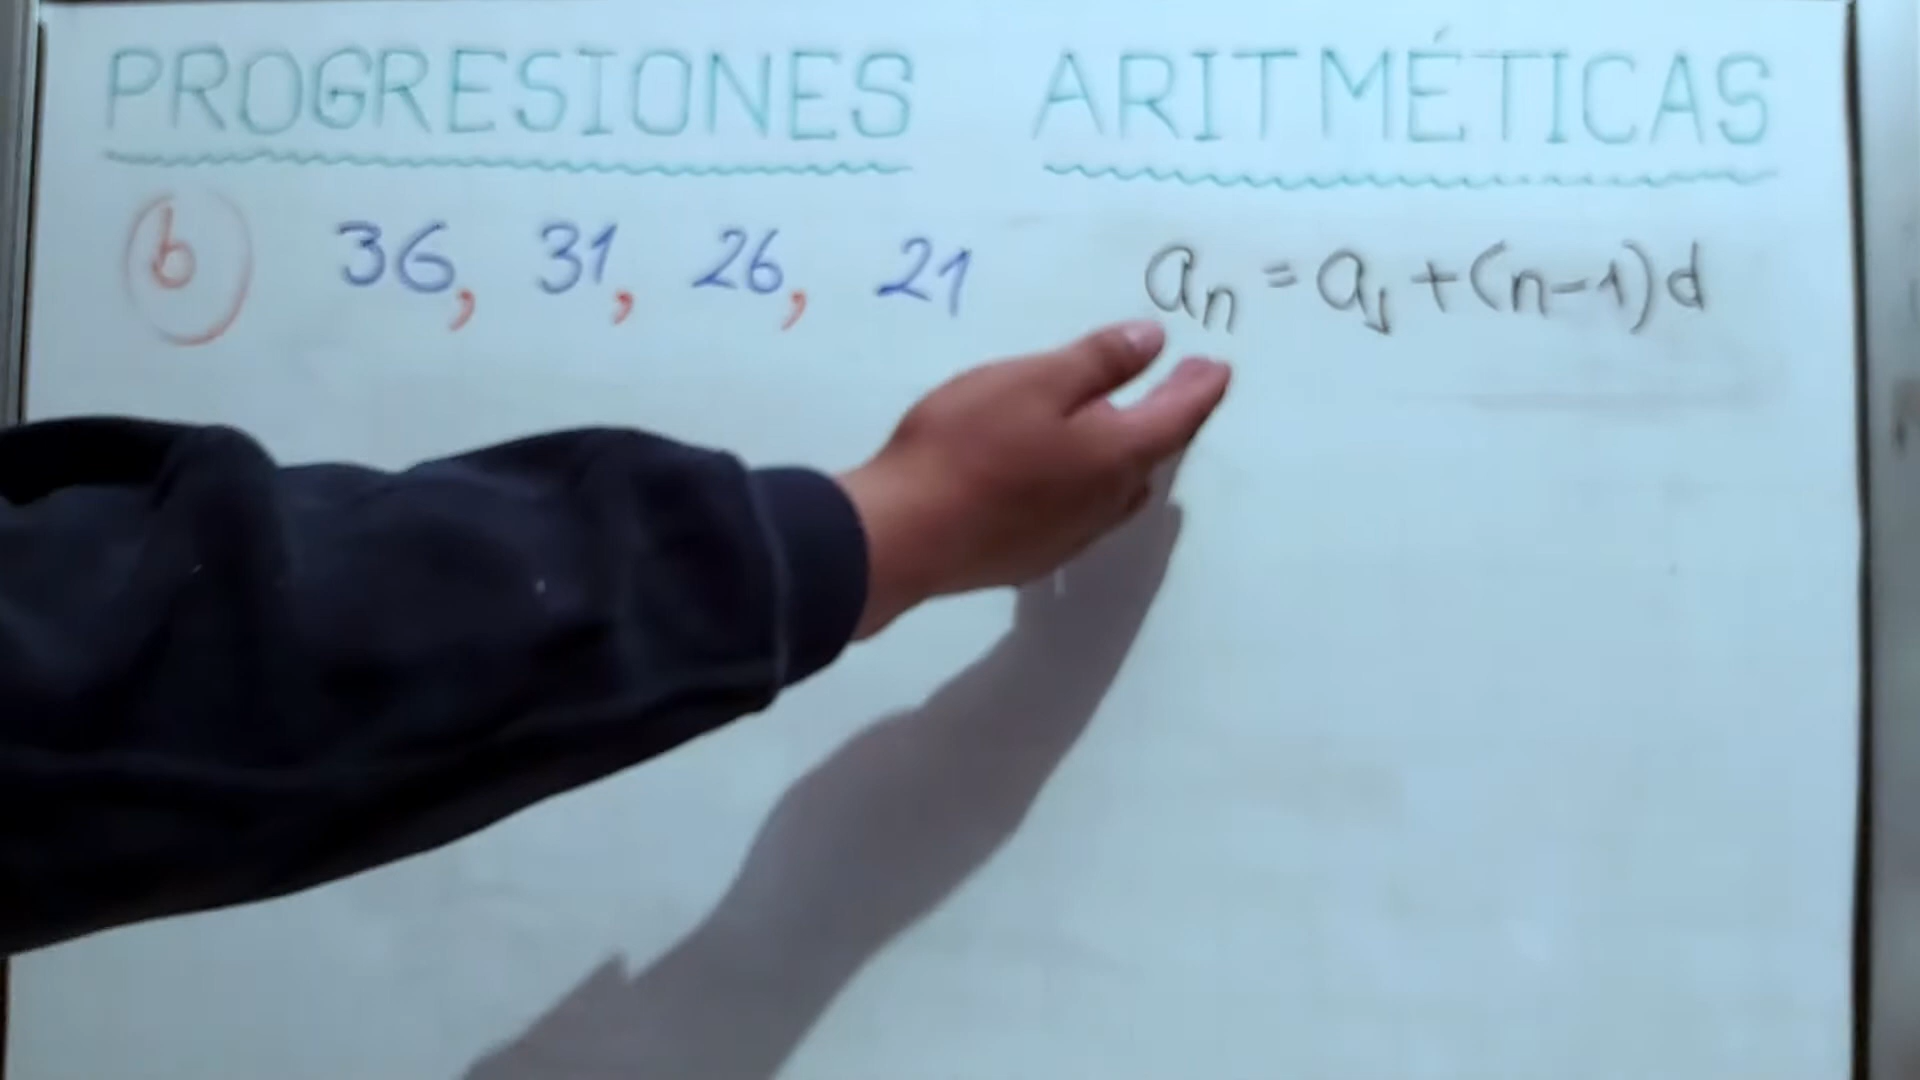 PROGRESIONES ARITMÉTICAS
b 36, 31, 26, 21 an = a1 + (n-1)d